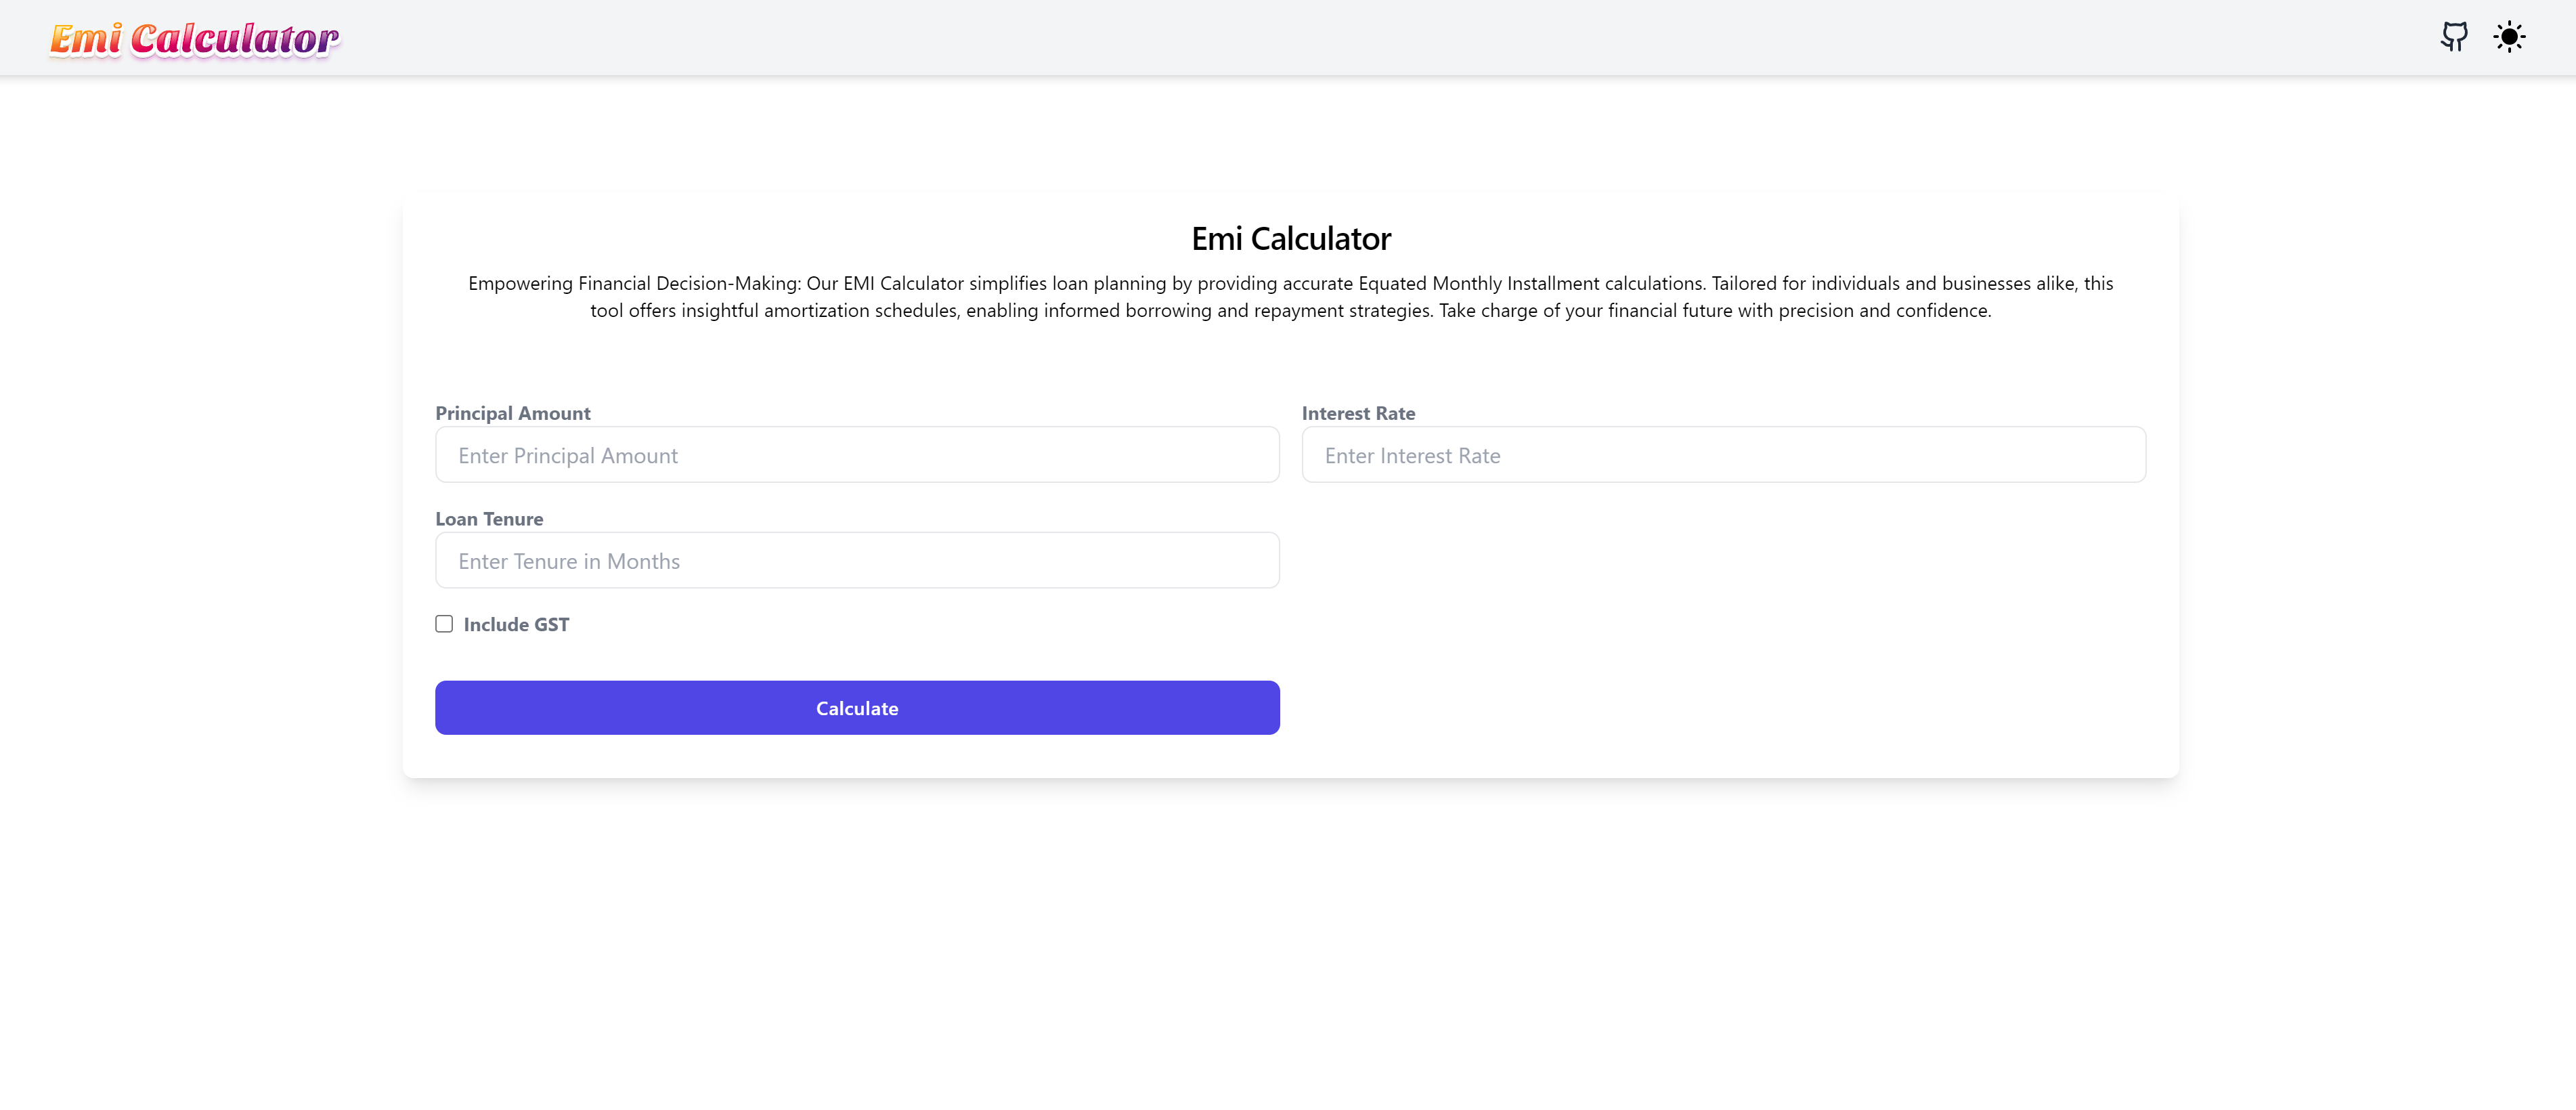 Emi Calculator
Emi Calculator
Empowering Financial Decision-Making: Our EMI Calculator simplifies loan planning by providing accurate Equated Monthly Installment calculations. Tailored for individuals and businesses alike, this
tool offers insightful amortization schedules, enabling informed borrowing and repayment strategies. Take charge of your financial future with precision and confidence.
Principal Amount
Enter Principal Amount
Interest Rate
Enter Interest Rate
Loan Tenure
Enter Tenure in Months
Include GST
Calculate